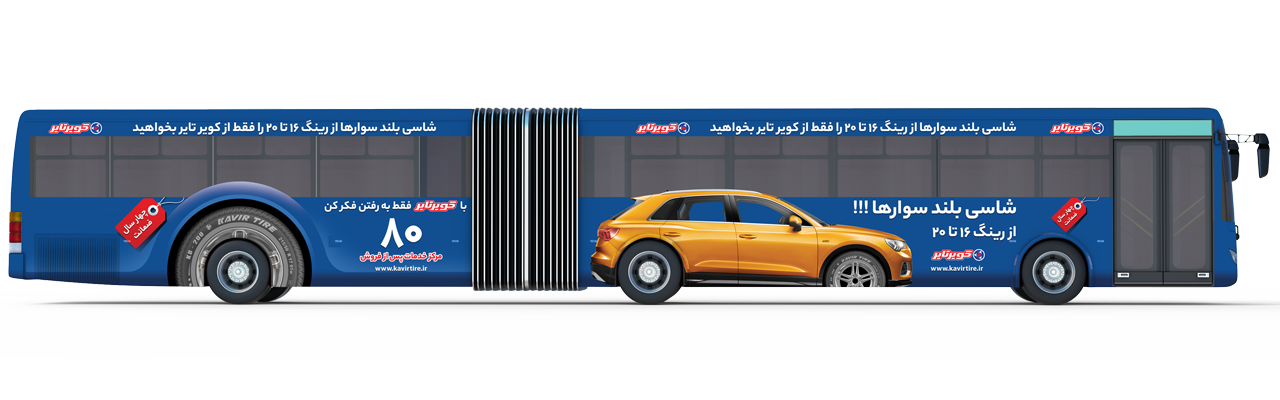 کویرتایر
شاسی بلند سوارها از رینگ ۱۶ تا ۲۰ را فقط از کویر تایر بخواهید
کویرتایر
شاسی بلند سوارها از رینگ ۱۶ تا ۲۰ را فقط از کویر تایر بخواهید
کویرتایر
شاسی بلند سوارها !!!
از رینگ ۱۶ تا ۲۰
کویرتایر
www.kavirtire.ir
چهار سال
ضمانت
با کویرتایر فقط به رفتن فکر کن
۸۰
مرکز خدمات پس از فروش
www.kavirtire.ir
KAVIR TIRE
چهار سال
ضمانت
KAVIR TIRE